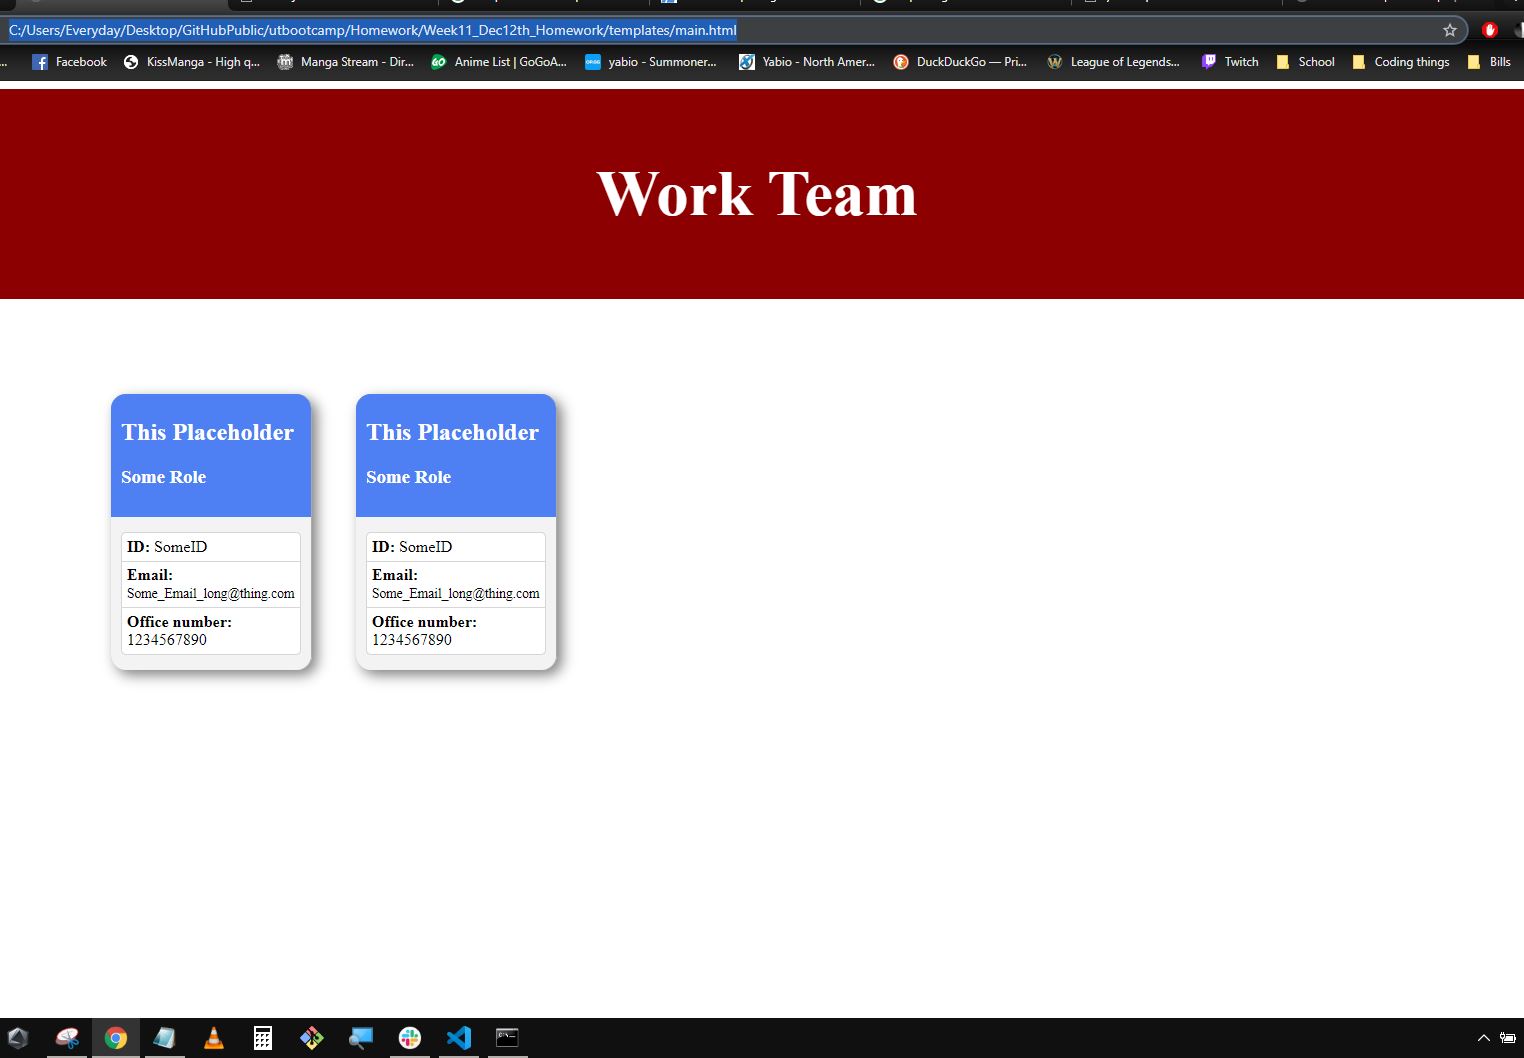 C:/Users/Everyday/Desktop/GitHubPublic/utbootcamp/Homework/Week11_Dec12th_Homework/templates/main.html
... Facebook KissManga - High q... Manga Stream - Dir... Anime List | GoGoA... yabio - Summoner... Yabio - North Amer... DuckDuckGo — Pri... League of Legends... Twitch School Coding things Bills
Work Team
This Placeholder
Some Role
ID: SomeID
Email:
Some_Email_long@thing.com
Office number:
1234567890
This Placeholder
Some Role
ID: SomeID
Email:
Some_Email_long@thing.com
Office number:
1234567890